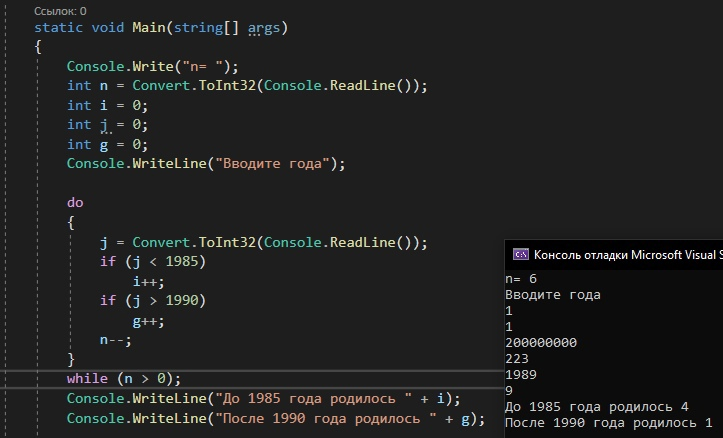 Ссылок: 0
static void Main(string[] args)
{
Console.Write("n= ");
int n = Convert.ToInt32(Console.ReadLine());
int i = 0;
int j = 0;
int g = 0;
Console.WriteLine("Вводите года");
do
{
j = Convert.ToInt32(Console.ReadLine());
if (j < 1985)
i++;
if (j > 1990)
g++;
n--;
}
while (n > 0);
Console.WriteLine("До 1985 года родилось " + i);
Console.WriteLine("После 1990 года родилось " + g);
Консоль отладки Microsoft Visual S
n= 6
Вводите года
1
1
200000000
223
1989
9
До 1985 года родилось 4
После 1990 года родилось 1